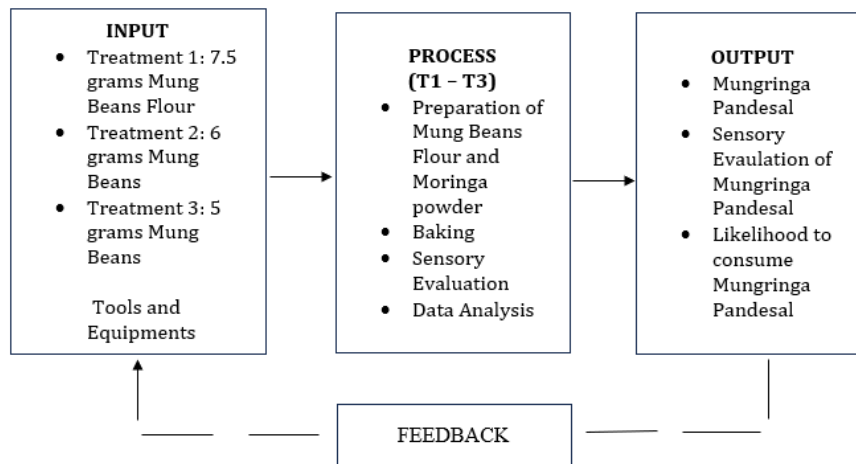 INPUT
• Treatment 1: 7.5
grams Mung
Beans Flour
• Treatment 2: 6
grams Mung
Beans
• Treatment 3: 5
grams Mung
Beans
Tools and
Equipments
PROCESS
(T1 – T3)
• Preparation of
Mung Beans
Flour and
Moringa
powder
• Baking
• Sensory
Evaluation
• Data Analysis
OUTPUT
• Mungringa
Pandesal
• Sensory
Evaulation of
Mungringa
Pandesal
• Likelihood to
consume
Mungringa
Pandesal
FEEDBACK